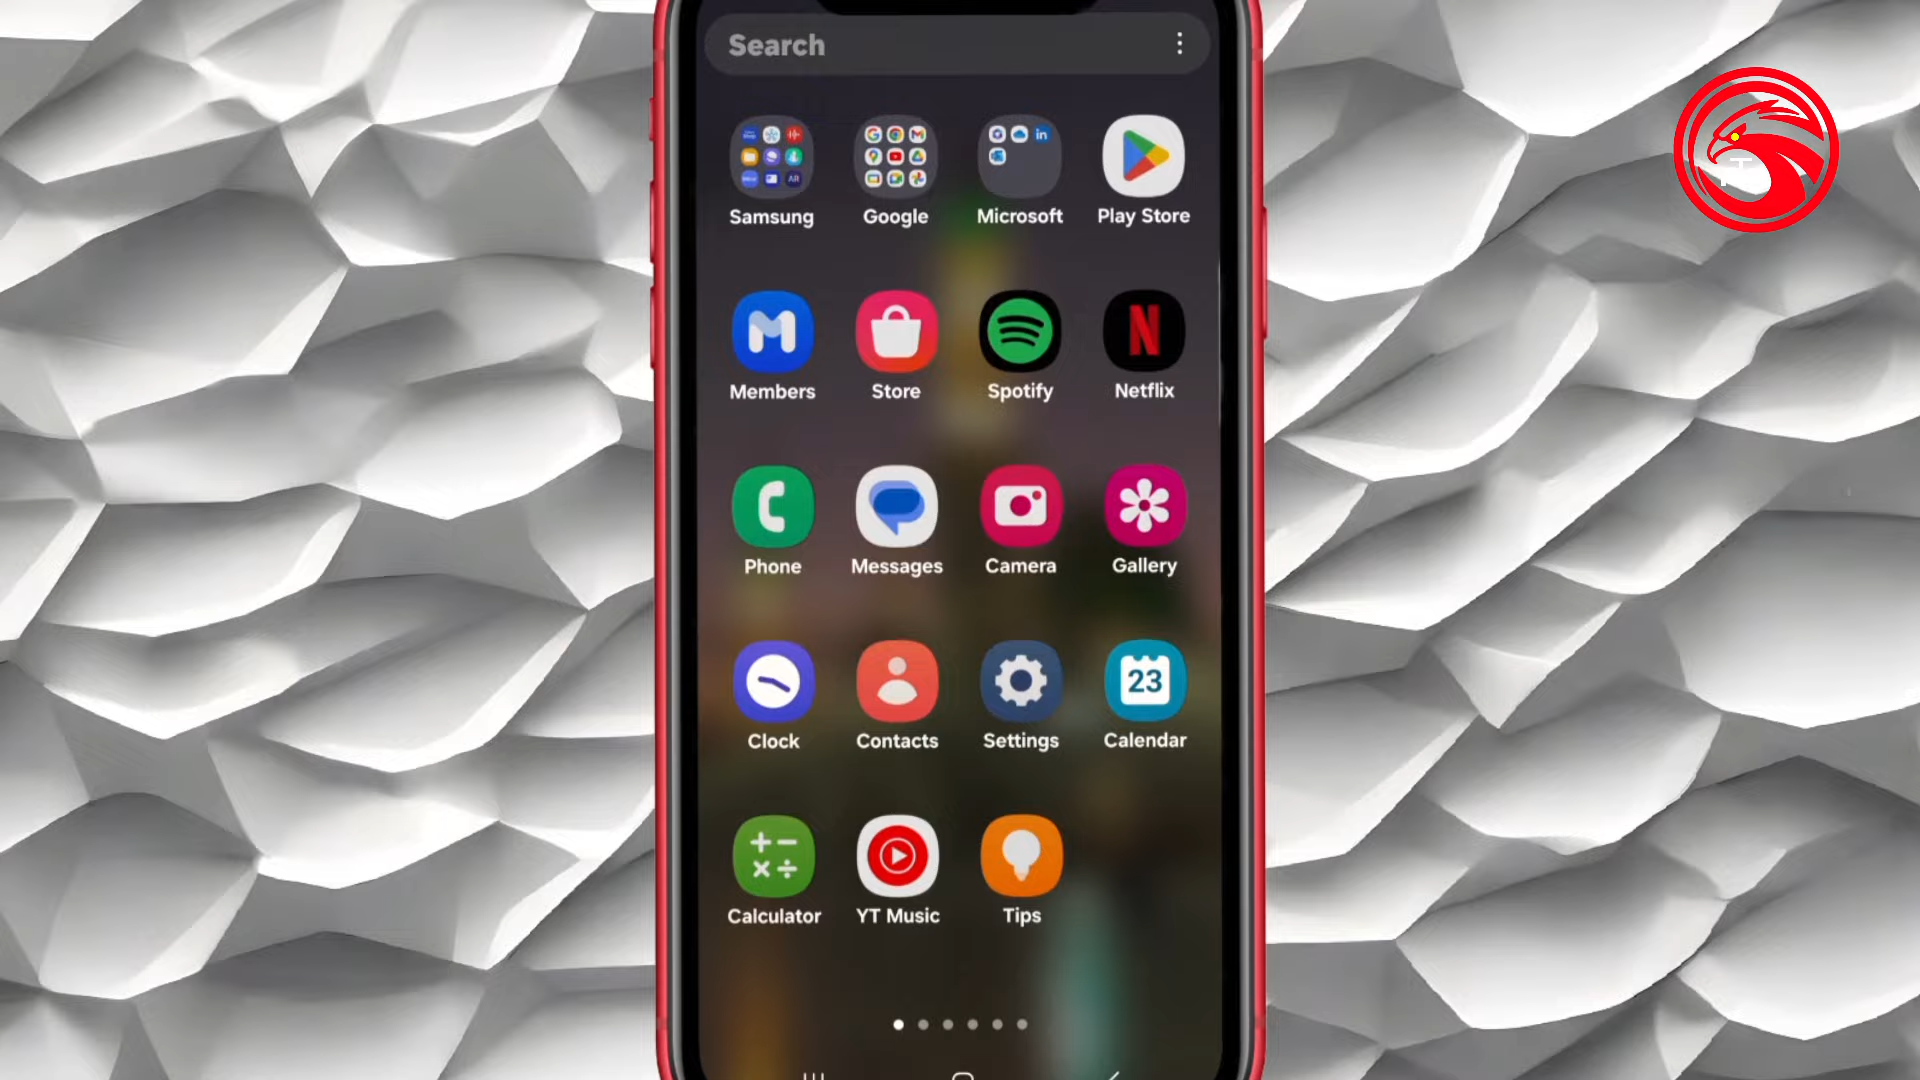 Search
Samsung Google Microsoft Play Store
Members Store Spotify Netflix
Phone Messages Camera Gallery
23
Clock Contacts Settings Calendar
Calculator YT Music Tips